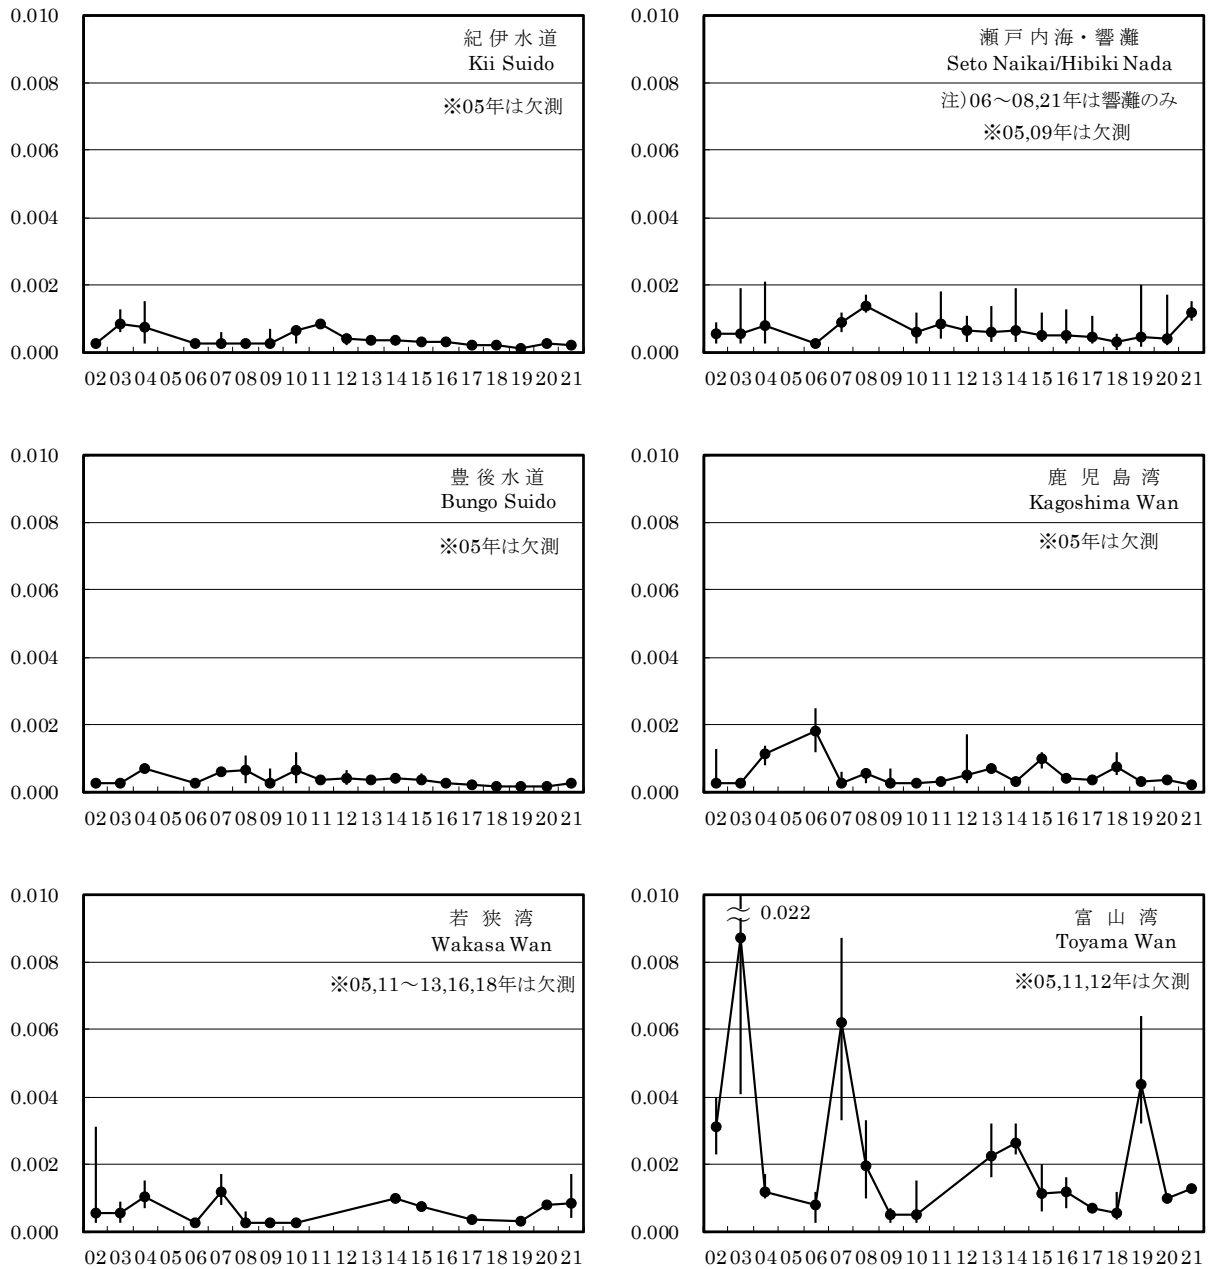 0.010
0.008
0.006
0.004
0.002
0.000
紀伊水道
Kii Suido
※05年は欠測
02 03 04 05 06 07 08 09 10 11 12 13 14 15 16 17 18 19 20 21
0.010
0.008
0.006
0.004
0.002
0.000
瀬戸内海・響灘
Seto Naikai/Hibiki Nada
注)06～08,21年は響灘のみ
※05,09年は欠測
02 03 04 05 06 07 08 09 10 11 12 13 14 15 16 17 18 19 20 21
0.010
0.008
0.006
0.004
0.002
0.000
豊後水道
Bungo Suido
※05年は欠測
02 03 04 05 06 07 08 09 10 11 12 13 14 15 16 17 18 19 20 21
0.010
0.008
0.006
0.004
0.002
0.000
鹿児島湾
Kagoshima Wan
※05年は欠測
02 03 04 05 06 07 08 09 10 11 12 13 14 15 16 17 18 19 20 21
0.010
0.008
0.006
0.004
0.002
0.000
若狭湾
Wakasa Wan
※05,11～13,16,18年は欠測
02 03 04 05 06 07 08 09 10 11 12 13 14 15 16 17 18 19 20 21
0.010
0.008
0.006
0.004
0.002
0.000
0.022
富山湾
Toyama Wan
※05,11,12年は欠測
02 03 04 05 06 07 08 09 10 11 12 13 14 15 16 17 18 19 20 21